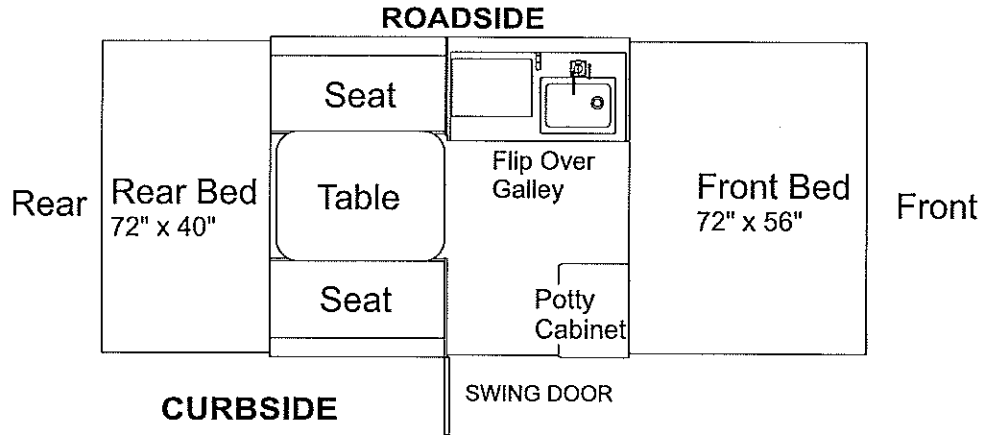 ROADSIDE
Seat
Flip Over
Galley
Rear
Rear Bed
72" x 40"
Table
Front Bed
72" x 56"
Front
Seat
Potty
Cabinet
SWING DOOR
CURBSIDE